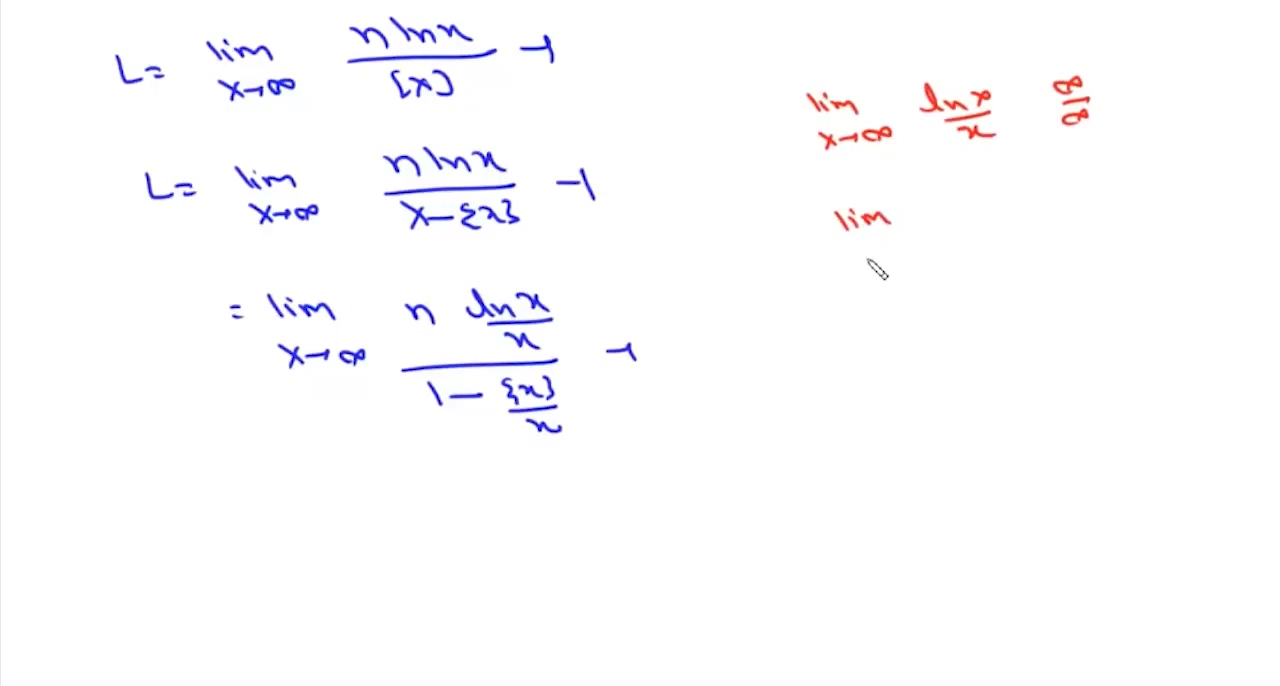 L= lim x→∞ n ln x / [x] -1
L= lim x→∞ n ln x / x-{x} -1
= lim x→∞ n ln x / x / 1 - {x} / x -1
lim x→∞ ln x / x ∞/∞
lim